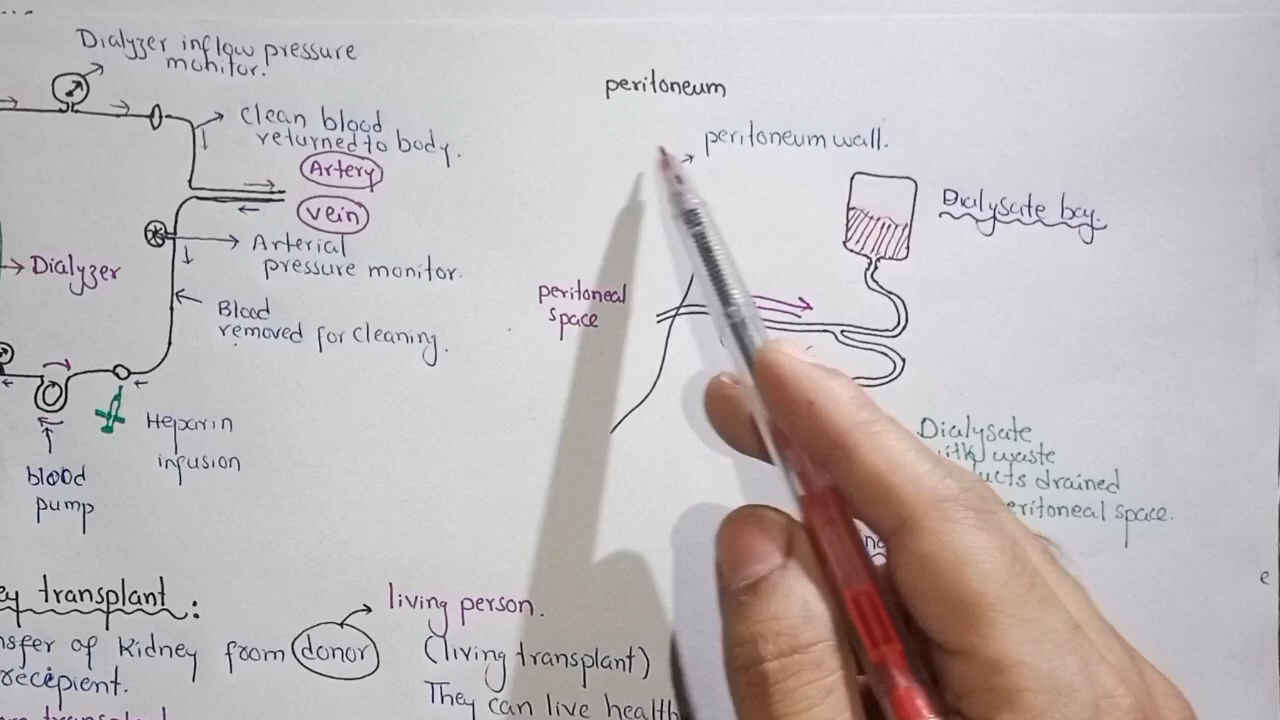 Dialyzer inflow pressure
monitor.
Clean blood
returned to body.
Artery
vein
Arterial
pressure monitor.
Dialyzer
Blood
removed for cleaning.
Heparin
infusion
blood
pump
peritoneum
peritoneum wall.
Dialysate bag.
peritoneal
space
Dialysate
with waste
ucts drained
eritoneal space.
ey transplant :
nsfer of Kidney from donor
recipient.
living person.
(living transplant)
They can live health
e